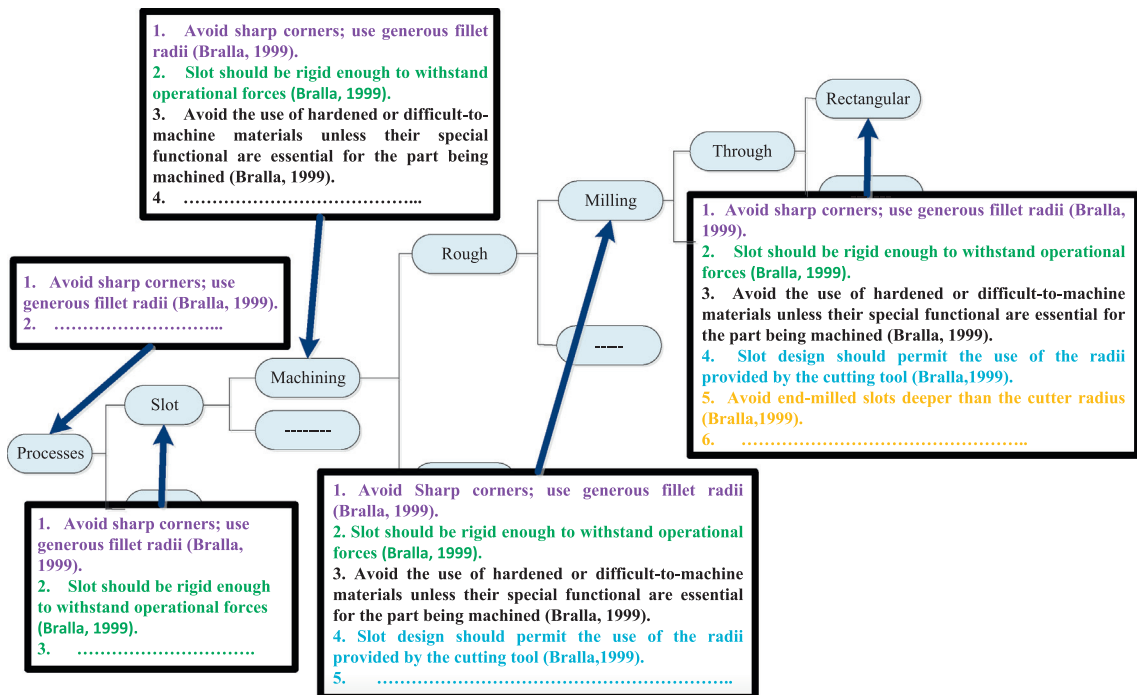 1. Avoid sharp corners; use generous fillet
radii (Bralla, 1999).
2. Slot should be rigid enough to withstand
operational forces (Bralla, 1999).
3. Avoid the use of hardened or difficult-to-
machine materials unless their special
functional are essential for the part being
machined (Bralla, 1999).
4. …………………………………...
Rectangular
Through
Milling
1. Avoid sharp corners; use generous fillet radii (Bralla,
1999).
2. Slot should be rigid enough to withstand operational
forces (Bralla, 1999).
3. Avoid the use of hardened or difficult-to-machine
materials unless their special functional are essential for
the part being machined (Bralla, 1999).
4. Slot design should permit the use of the radii
provided by the cutting tool (Bralla,1999).
5. Avoid end-milled slots deeper than the cutter radius
(Bralla,1999).
6. …………………………………………..
Rough
-----
1. Avoid sharp corners; use
generous fillet radii (Bralla, 1999).
2. ………………………...
Machining
--------
Slot
Processes
1. Avoid sharp corners; use
generous fillet radii (Bralla,
1999).
2. Slot should be rigid enough
to withstand operational forces
(Bralla, 1999).
3. ………………………….
1. Avoid Sharp corners; use generous fillet radii
(Bralla, 1999).
2. Slot should be rigid enough to withstand operational
forces (Bralla, 1999).
3. Avoid the use of hardened or difficult-to-machine
materials unless their special functional are essential
for the part being machined (Bralla, 1999).
4. Slot design should permit the use of the radii
provided by the cutting tool (Bralla,1999).
5. ……………………………………………………..